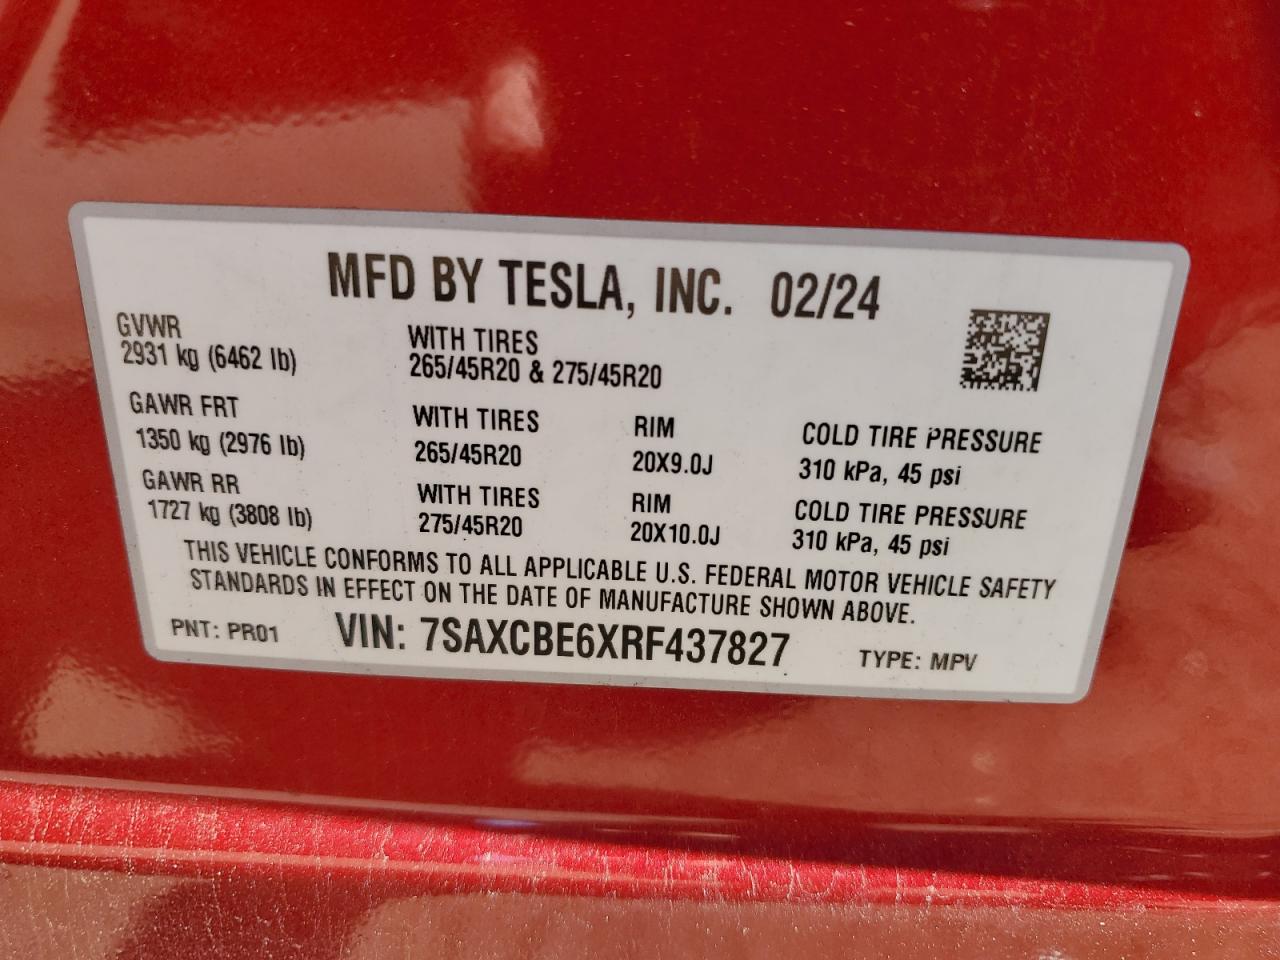 MFD BY TESLA, INC. 02/24
GVWR
2931 kg (6462 lb)
WITH TIRES
265/45R20 & 275/45R20
GAWR FRT
1350 kg (2976 lb)
WITH TIRES
265/45R20
RIM
20X9.0J
COLD TIRE PRESSURE
310 kPa, 45 psi
GAWR RR
1727 kg (3808 lb)
WITH TIRES
275/45R20
RIM
20X10.0J
COLD TIRE PRESSURE
310 kPa, 45 psi
THIS VEHICLE CONFORMS TO ALL APPLICABLE U.S. FEDERAL MOTOR VEHICLE SAFETY
STANDARDS IN EFFECT ON THE DATE OF MANUFACTURE SHOWN ABOVE.
PNT: PR01 VIN: 7SAXCBE6XRF437827 TYPE: MPV